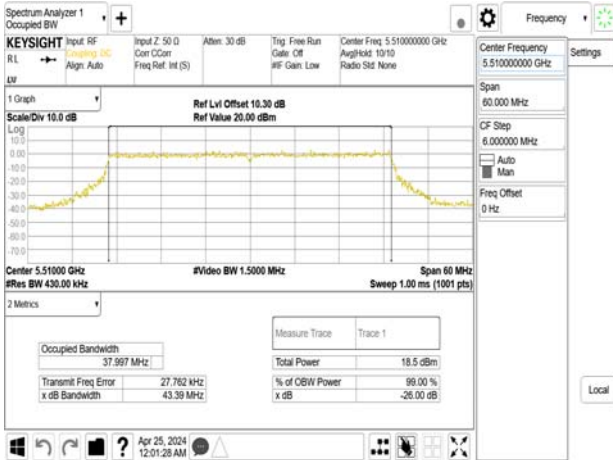 Spectrum Analyzer 1
Occupied BW
+
Frequency
KEYSIGHT
Input: RF
Coupling: DC
Align: Auto
Input Z: 50 Ω
Corr CCorr
Freq Ref: Int (S)
Atten: 30 dB
Trig: Free Run
Gate: Off
#IF Gain: Low
Center Freq: 5.510000000 GHz
Avg|Hold: 10/10
Radio Std: None
RL
Center Frequency
5.510000000 GHz
Settings
Span
60.000 MHz
CF Step
6.000000 MHz
Auto
Man
Freq Offset
0 Hz
Local
1 Graph
Scale/Div 10.0 dB
Ref Lvl Offset 10.30 dB
Ref Value 20.00 dBm
Log
10.0
0.00
-10.0
-20.0
-30.0
-40.0
-50.0
-60.0
-70.0
Center 5.51000 GHz
#Res BW 430.00 kHz
#Video BW 1.5000 MHz
Span 60 MHz
Sweep 1.00 ms (1001 pts)
2 Metrics
Measure Trace
Trace 1
Occupied Bandwidth
37.997 MHz
Total Power
18.5 dBm
Transmit Freq Error
27.762 kHz
% of OBW Power
99.00 %
x dB Bandwidth
43.39 MHz
x dB
-26.00 dB
?
Apr 25, 2024
12:01:28 AM